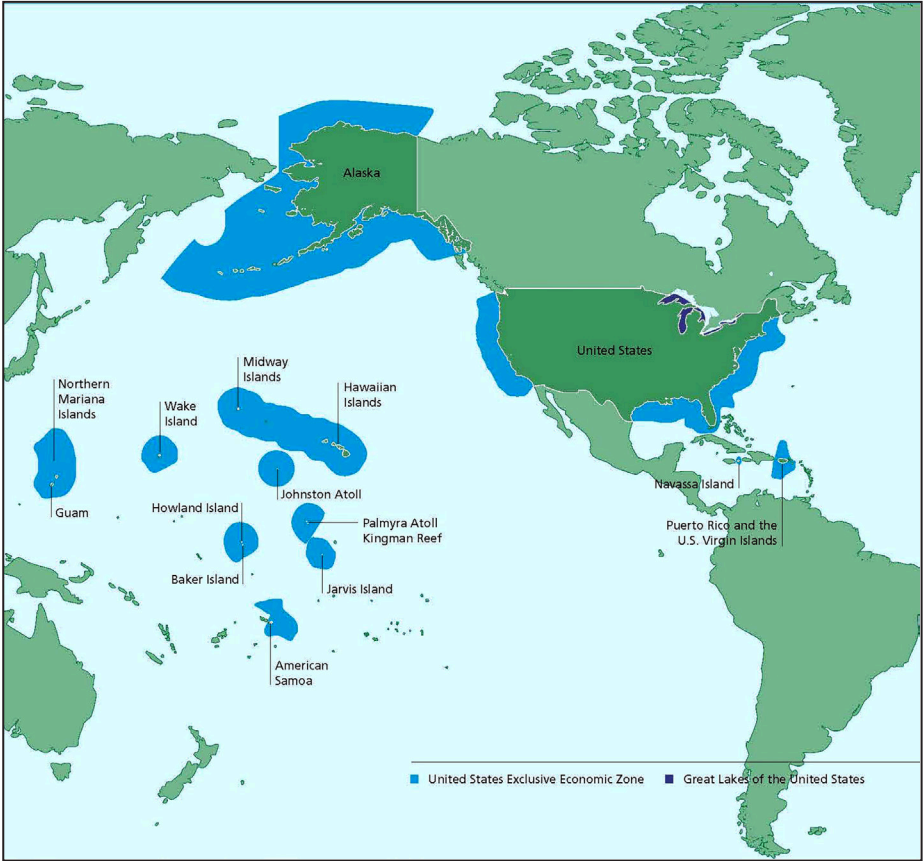 Alaska
United States
Midway
Islands
Hawaiian
Islands
Northern
Mariana
Islands
Wake
Island
Johnston Atoll
Navassa Island
Guam
Howland Island
Palmyra Atoll
Kingman Reef
Puerto Rico and the
U.S. Virgin Islands
Baker Island
Jarvis Island
American
Samoa
United States Exclusive Economic Zone
Great Lakes of the United States